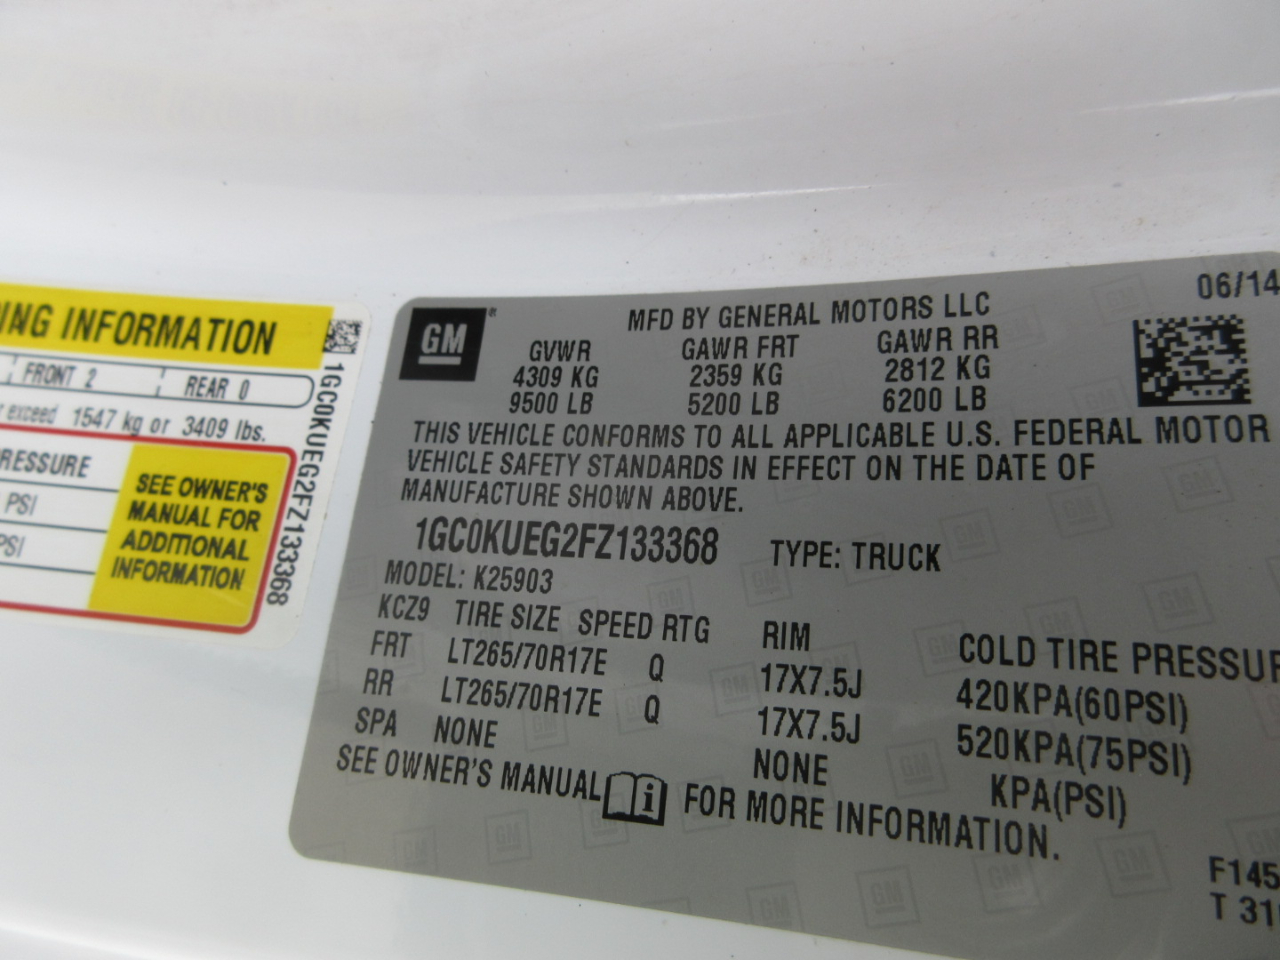 ING INFORMATION
FRONT 2 REAR 0
exceed 1547 kg or 3409 lbs.
RESSURE
PSI
PSI
SEE OWNER'S
MANUAL FOR
ADDITIONAL
INFORMATION
1GC0KUEG2FZ133368
GM
MFD BY GENERAL MOTORS LLC
06/14
GVWR GAWR FRT GAWR RR
4309 KG 2359 KG 2812 KG
9500 LB 5200 LB 6200 LB
THIS VEHICLE CONFORMS TO ALL APPLICABLE U.S. FEDERAL MOTOR
VEHICLE SAFETY STANDARDS IN EFFECT ON THE DATE OF
MANUFACTURE SHOWN ABOVE.
1GC0KUEG2FZ133368 TYPE: TRUCK
MODEL: K25903
KCZ9 TIRE SIZE SPEED RTG RIM COLD TIRE PRESSUR
FRT LT265/70R17E Q 17X7.5J 420KPA(60PSI)
RR LT265/70R17E Q 17X7.5J 520KPA(75PSI)
SPA NONE NONE KPA(PSI)
SEE OWNER'S MANUAL i FOR MORE INFORMATION.
F145
T 310